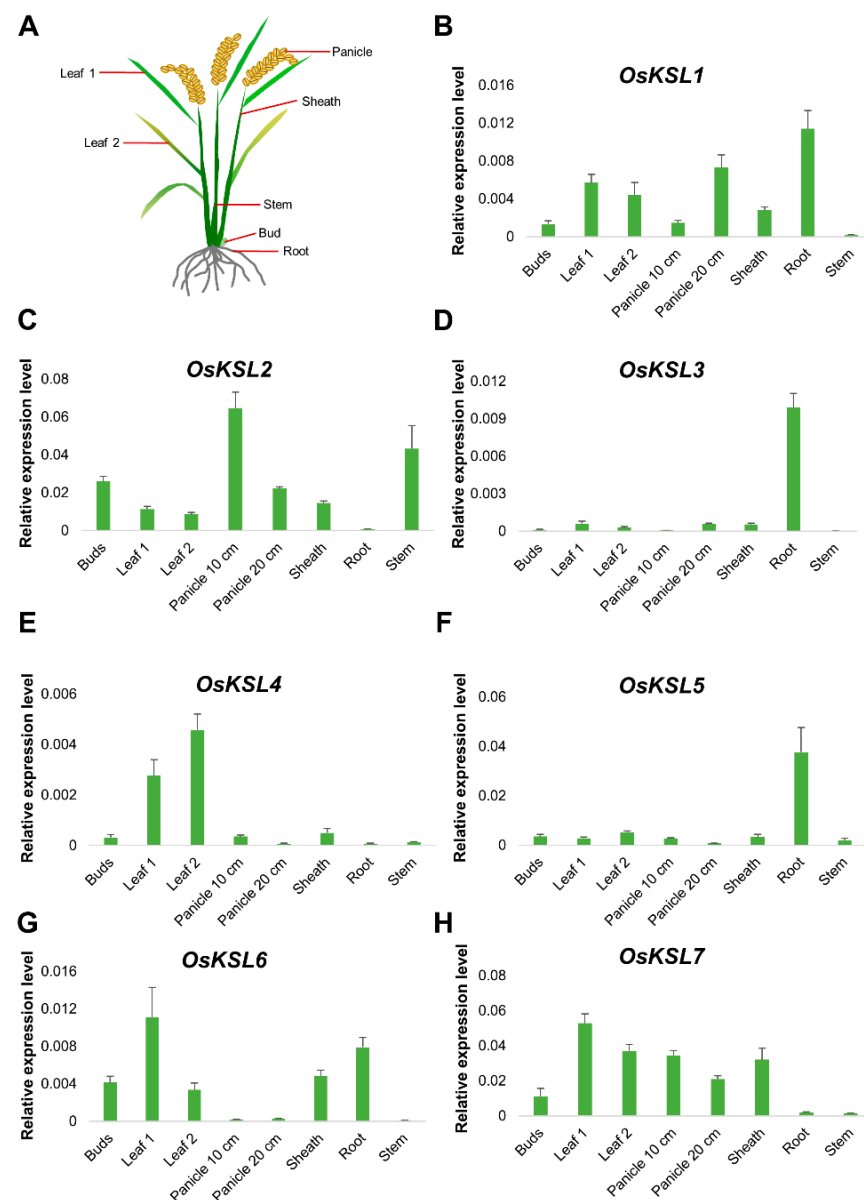 A
Panicle
Leaf 1
Sheath
Leaf 2
Stem
Bud
Root
B
OsKSL1
Relative expression level
0.016
0.012
0.008
0.004
0
Buds
Leaf 1
Leaf 2
Panicle 10 cm
Panicle 20 cm
Sheath
Root
Stem
C
OsKSL2
Relative expression level
0.08
0.06
0.04
0.02
0
Buds
Leaf 1
Leaf 2
Panicle 10 cm
Panicle 20 cm
Sheath
Root
Stem
D
OsKSL3
Relative expression level
0.012
0.009
0.006
0.003
0
Buds
Leaf 1
Leaf 2
Panicle 10 cm
Panicle 20 cm
Sheath
Root
Stem
E
OsKSL4
Relative expression level
0.006
0.004
0.002
0
Buds
Leaf 1
Leaf 2
Panicle 10 cm
Panicle 20 cm
Sheath
Root
Stem
F
OsKSL5
Relative expression level
0.06
0.04
0.02
0
Buds
Leaf 1
Leaf 2
Panicle 10 cm
Panicle 20 cm
Sheath
Root
Stem
G
OsKSL6
Relative expression level
0.016
0.012
0.008
0.004
0
Buds
Leaf 1
Leaf 2
Panicle 10 cm
Panicle 20 cm
Sheath
Root
Stem
H
OsKSL7
Relative expression level
0.08
0.06
0.04
0.02
0
Buds
Leaf 1
Leaf 2
Panicle 10 cm
Panicle 20 cm
Sheath
Root
Stem